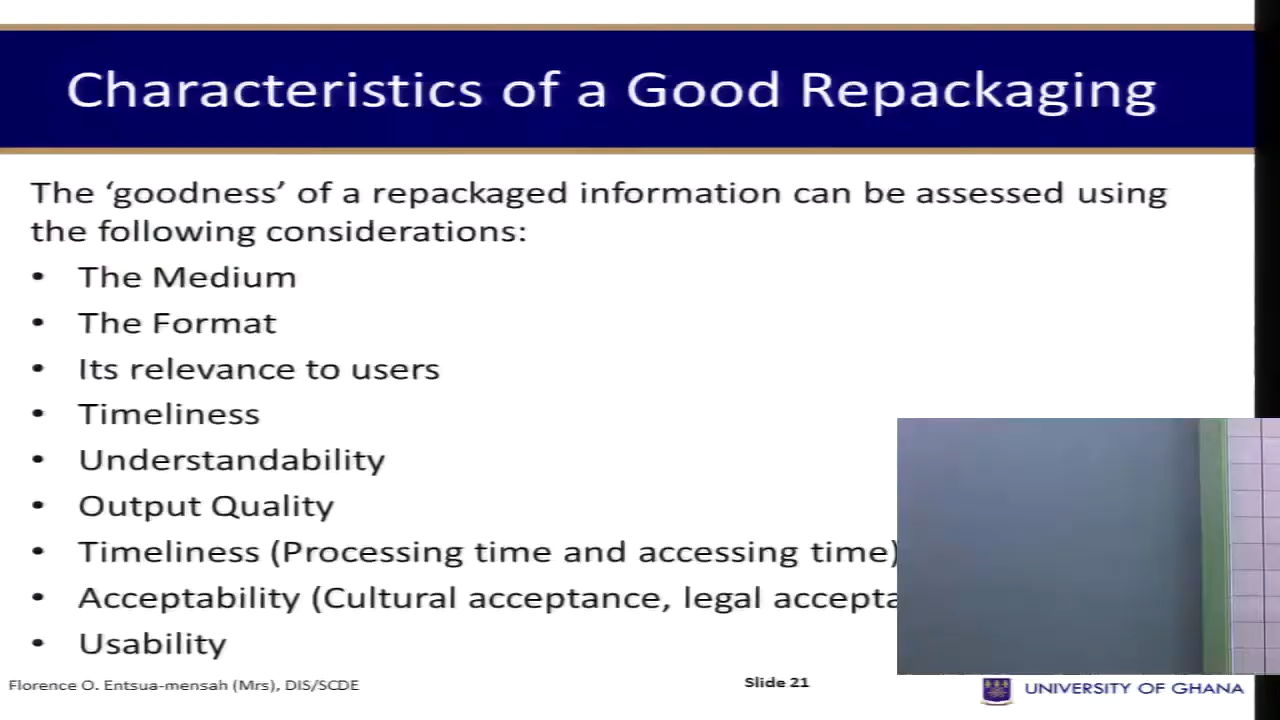 Characteristics of a Good Repackaging
The ‘goodness’ of a repackaged information can be assessed using
the following considerations:
• The Medium
• The Format
• Its relevance to users
• Timeliness
• Understandability
• Output Quality
• Timeliness (Processing time and accessing time)
• Acceptability (Cultural acceptance, legal
• Usability
Florence O. Entsua-mensah (Mrs), DIS/SCDE
Slide 21
UNIVERSITY OF GHANA